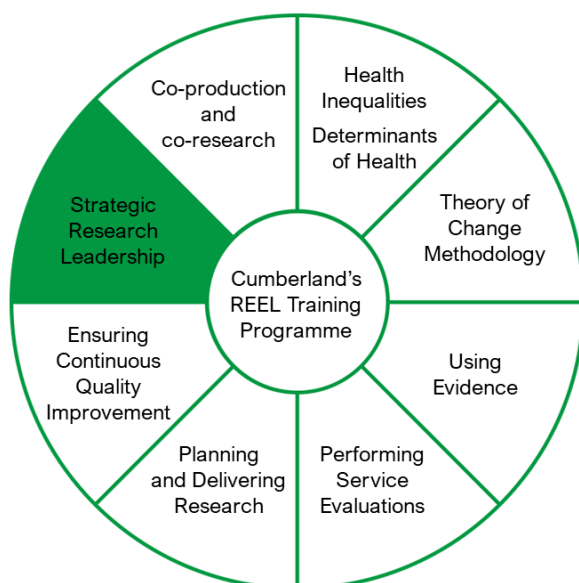 Co-production
and
co-research
Health
Inequalities
Determinants
of Health
Theory of
Change
Methodology
Using
Evidence
Performing
Service
Evaluations
Planning
and Delivering
Research
Ensuring
Continuous
Quality
Improvement
Strategic
Research
Leadership
Cumberland’s
REEL Training
Programme